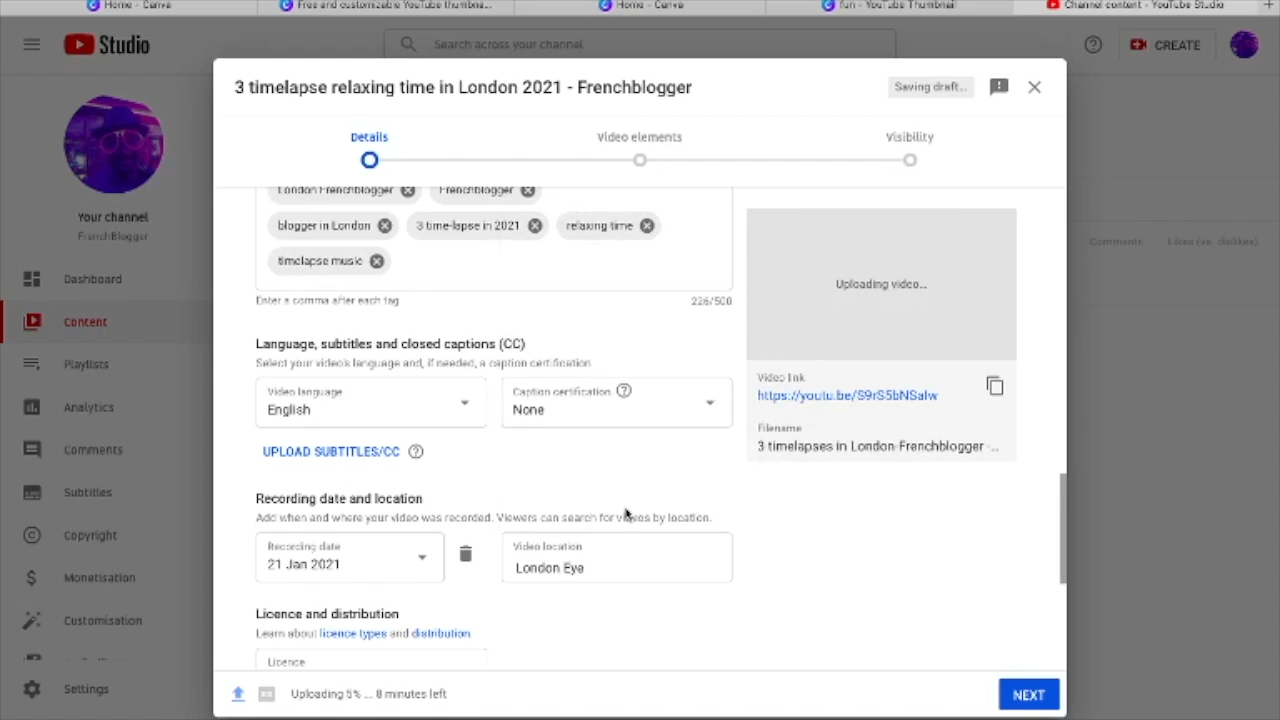 Home - Canva
Free and customizable YouTube thumbna...
Home - Canva
fun - YouTube Thumbnail
Channel content - YouTube Studio
Studio
Search across your channel
CREATE
3 timelapse relaxing time in London 2021 - Frenchblogger
Saving draft...
Details
Video elements
Visibility
London Frenchblogger
Frenchblogger
blogger in London
3 time-lapse in 2021
relaxing time
timelapse music
Enter a comma after each tag
226/500
Language, subtitles and closed captions (CC)
Select your video's language and, if needed, a caption certification
Video language
English
Caption certification
None
UPLOAD SUBTITLES/CC
Recording date and location
Add when and where your video was recorded. Viewers can search for videos by location.
Recording date
21 Jan 2021
Video location
London Eye
Licence and distribution
Learn about licence types and distribution
Licence
Uploading video...
Video link
https://youtu.be/S9rS5bNSalw
Filename
3 timelapses in London-Frenchblogger -...
Uploading 5% ... 8 minutes left
NEXT
Your channel
FrenchBlogger
Dashboard
Content
Playlists
Analytics
Comments
Subtitles
Copyright
Monetisation
Customisation
Settings
Comments
Likes (vs. dislikes)